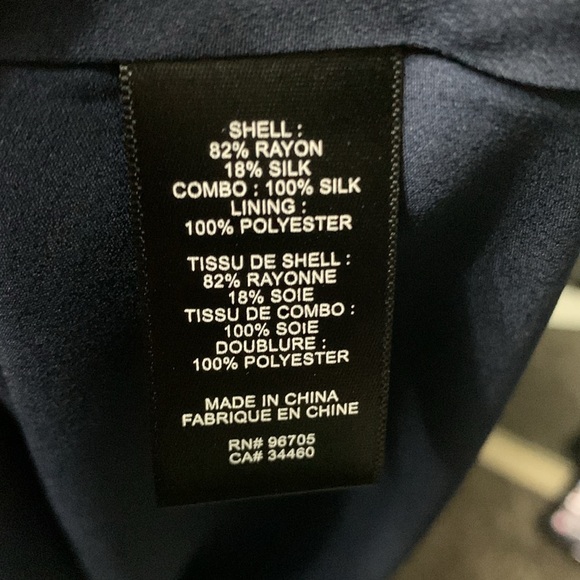 SHELL :
82% RAYON
18% SILK
COMBO : 100% SILK
LINING :
100% POLYESTER
TISSU DE SHELL :
82% RAYONNE
18% SOIE
TISSU DE COMBO :
100% SOIE
DOUBLURE :
100% POLYESTER
MADE IN CHINA
FABRIQUE EN CHINE
RN# 96705
CA# 34460